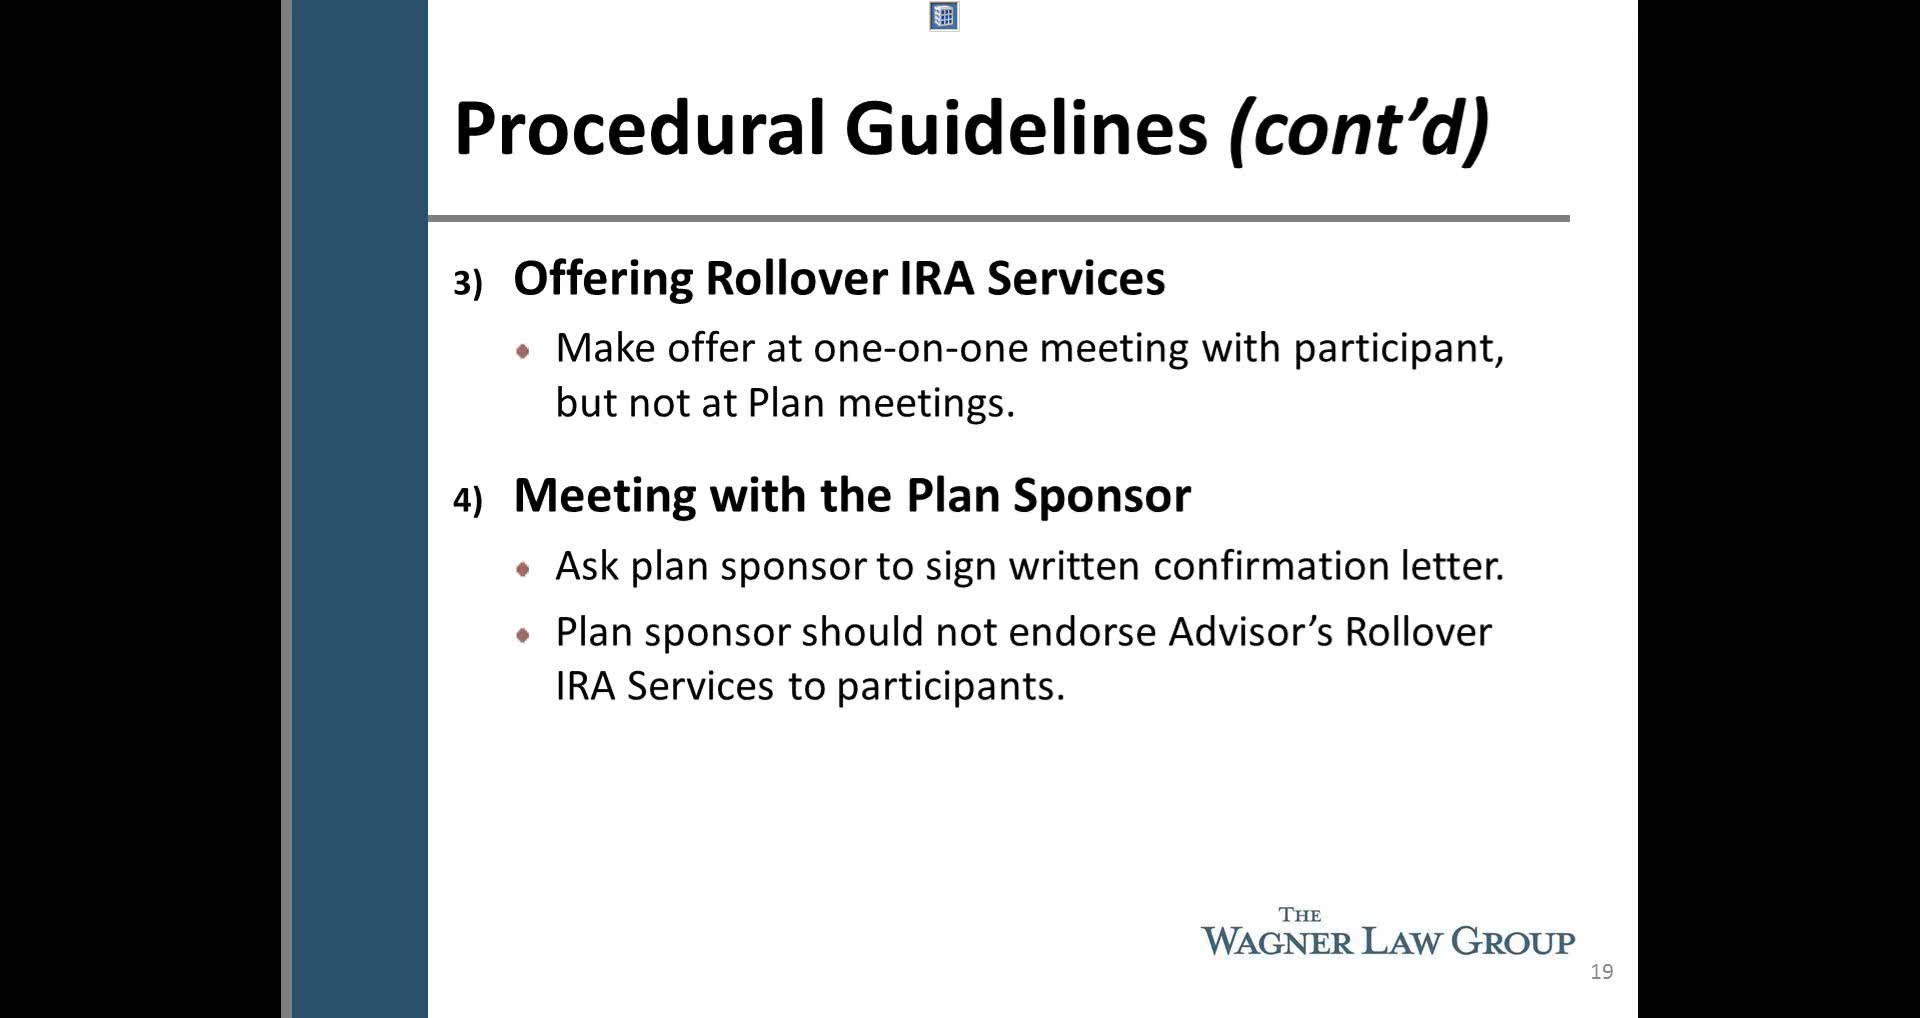 Procedural Guidelines (cont’d)
3) Offering Rollover IRA Services
Make offer at one-on-one meeting with participant,
but not at Plan meetings.
4) Meeting with the Plan Sponsor
Ask plan sponsor to sign written confirmation letter.
Plan sponsor should not endorse Advisor’s Rollover
IRA Services to participants.
THE
WAGNER LAW GROUP
19